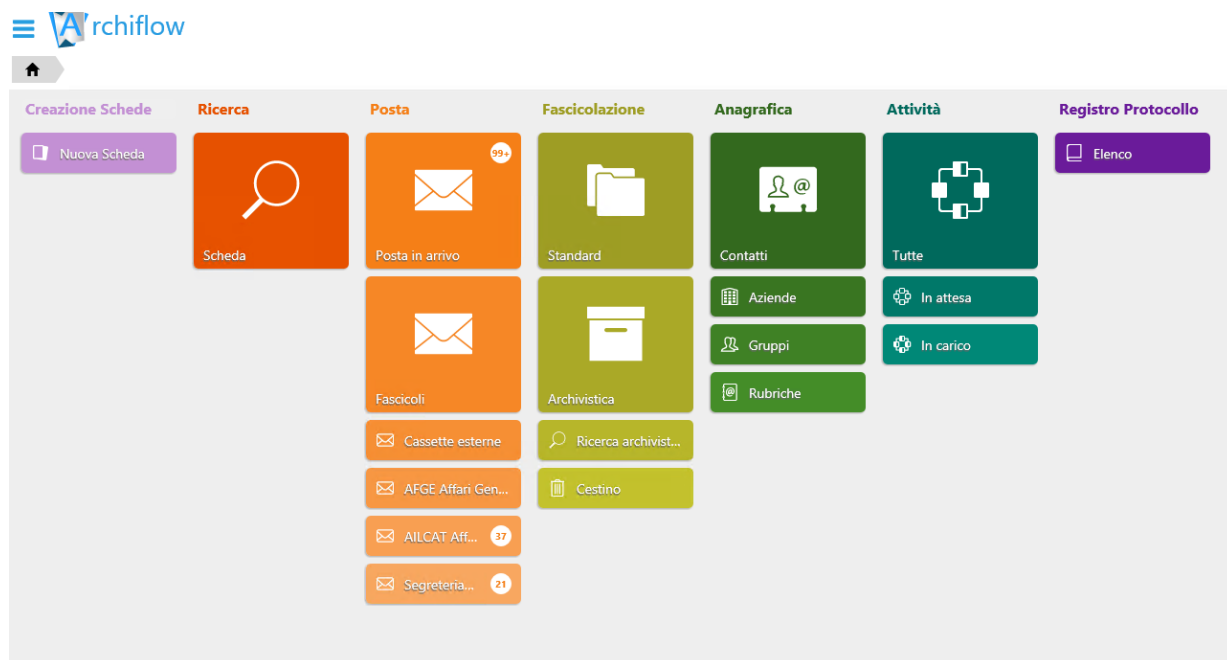 Archiflow
Creazione Schede
Nuova Scheda
Ricerca
Scheda
Posta
99+
Posta in arrivo
Fascicoli
Cassette esterne
AFGE Affari Gen...
AILCAT Aff... 37
Segreteria... 21
Fascicolazione
Standard
Archivistica
Ricerca archivist...
Cestino
Anagrafica
@
Contatti
Aziende
Gruppi
@ Rubriche
Attività
Tutte
In attesa
In carico
Registro Protocollo
Elenco